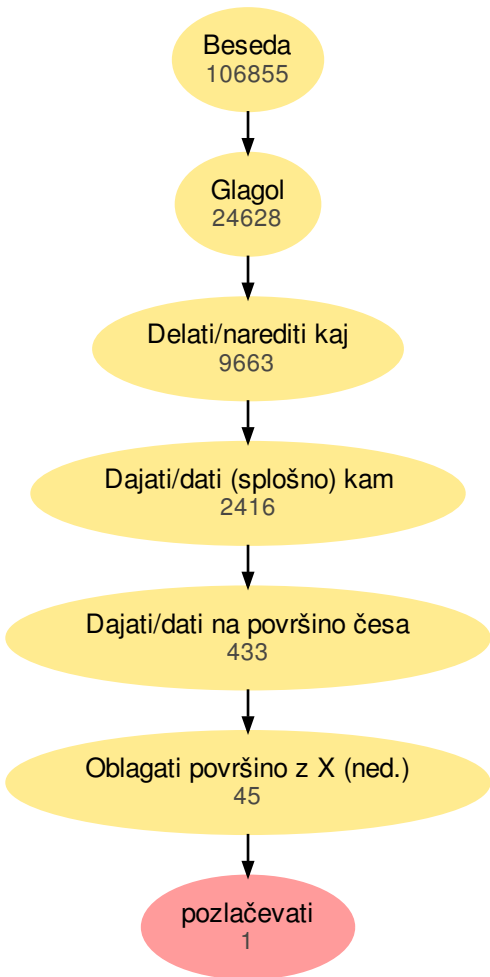 Beseda
106855
Glagol
24628
Delati/narediti kaj
9663
Dajati/dati (splošno) kam
2416
Dajati/dati na površino česa
433
Oblagati površino z X (ned.)
45
pozlačevati
1